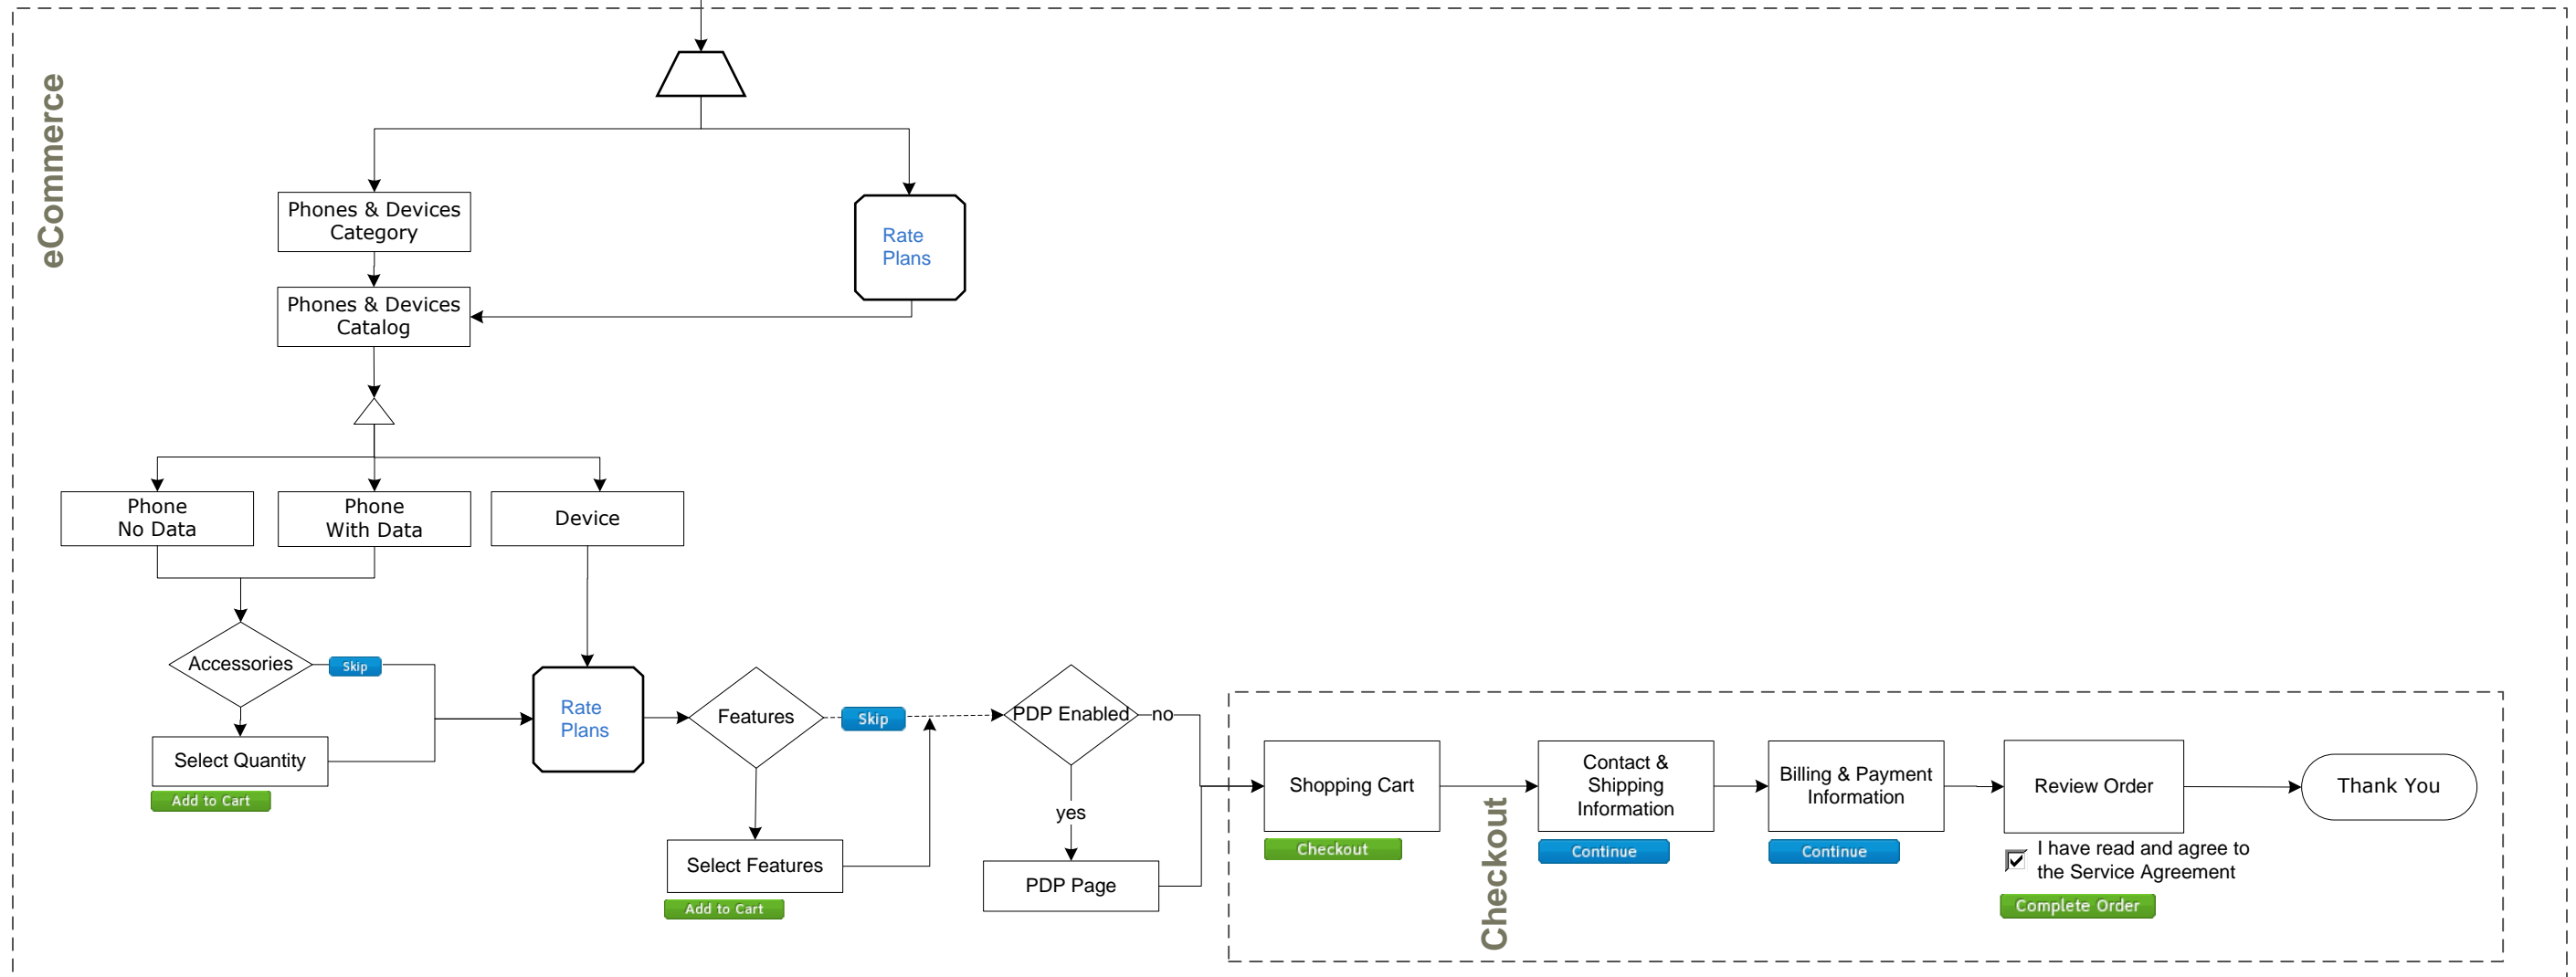 eCommerce
Phones & Devices
Category
Rate
Plans
Phones & Devices
Catalog
Phone
No Data
Phone
With Data
Device
Accessories
Skip
Select Quantity
Add to Cart
Rate
Plans
Features
Skip
Select Features
Add to Cart
PDP Enabled
no
yes
PDP Page
Checkout
Shopping Cart
Checkout
Contact &
Shipping
Information
Continue
Billing & Payment
Information
Continue
Review Order
I have read and agree to
the Service Agreement
Complete Order
Thank You